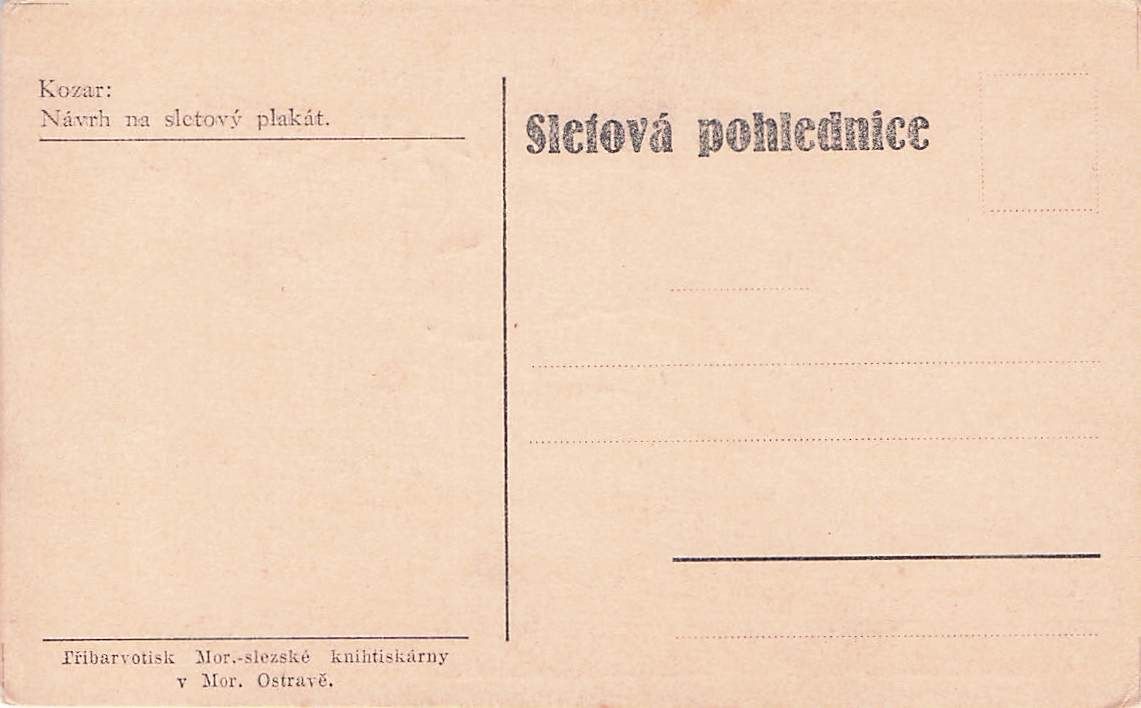 Kozar:
Návrh na sletový plakát.
Sletová pohlednice
Tříbarvotisk Mor.-slezské knihtiskárny
v Mor. Ostravě.